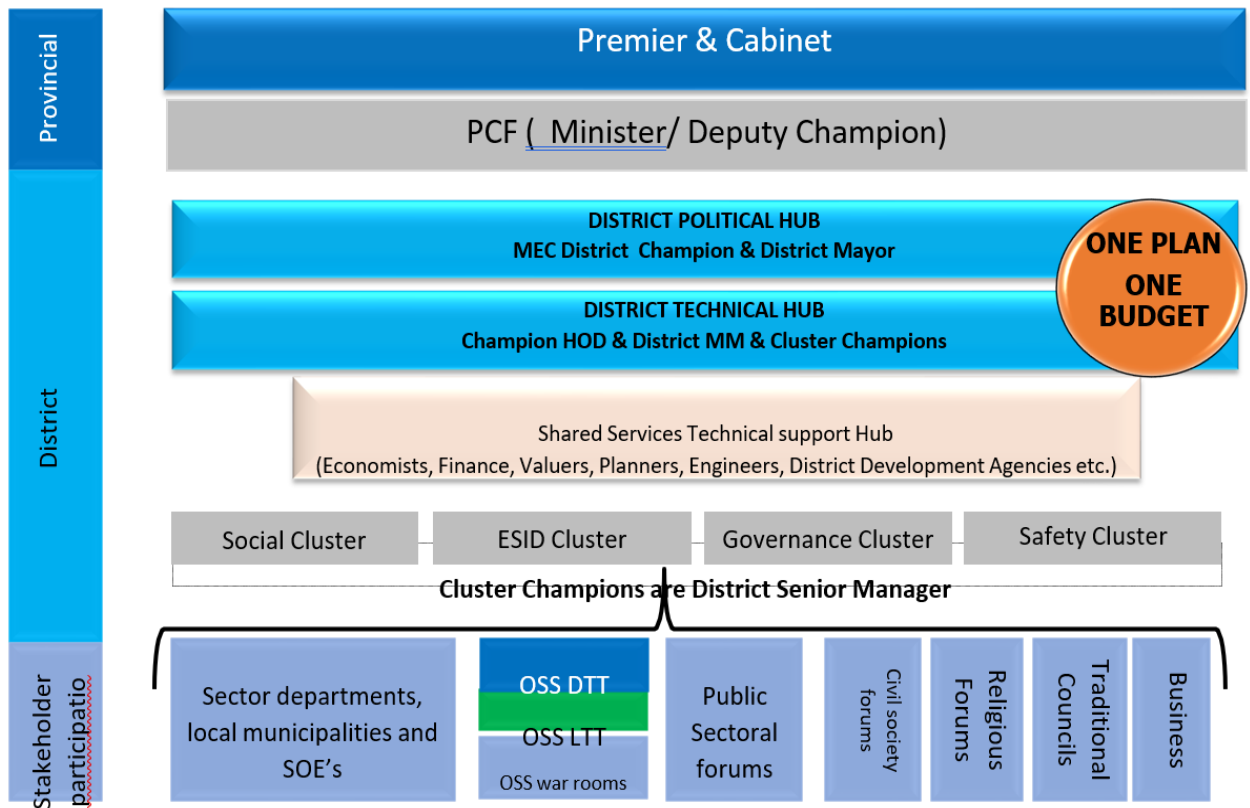 Provincial
Premier & Cabinet
PCF ( Minister/ Deputy Champion)
District
DISTRICT POLITICAL HUB
MEC District Champion & District Mayor
DISTRICT TECHNICAL HUB
Champion HOD & District MM & Cluster Champions
ONE PLAN
ONE
BUDGET
Shared Services Technical support Hub
(Economists, Finance, Valuers, Planners, Engineers, District Development Agencies etc.)
Social Cluster
ESID Cluster
Governance Cluster
Safety Cluster
Cluster Champions are District Senior Manager
Stakeholder
participatio
Sector departments,
local municipalities and
SOE's
OSS DTT
OSS LTT
OSS war rooms
Public
Sectoral
forums
Civil society
forums
Religious
Forums
Traditional
Councils
Business